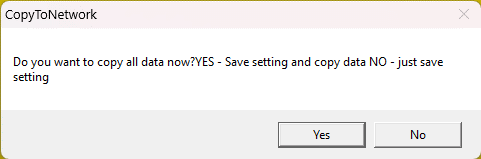 CopyToNetwork
Do you want to copy all data now?YES - Save setting and copy data NO - just save
setting
Yes
No